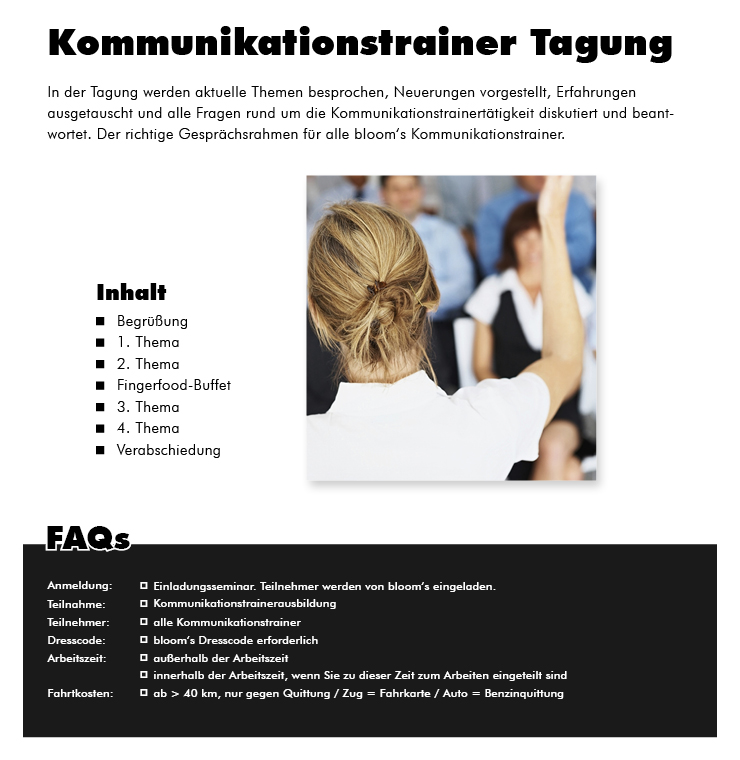 Kommunikationstrainer Tagung
In der Tagung werden aktuelle Themen besprochen, Neuerungen vorgestellt, Erfahrungen
ausgetauscht und alle Fragen rund um die Kommunikationstrainertätigkeit diskutiert und beant-
wortet. Der richtige Gesprächsrahmen für alle bloom's Kommunikationstrainer.
Inhalt
■ Begrüßung
■ 1. Thema
■ 2. Thema
■ Fingerfood-Buffet
■ 3. Thema
■ 4. Thema
■ Verabschiedung
FAQs
Anmeldung: Einladungsseminar. Teilnehmer werden von bloom's eingeladen.
Teilnahme: Kommunikationstrainerausbildung
Teilnehmer: alle Kommunikationstrainer
Dresscode: bloom's Dresscode erforderlich
Arbeitszeit: außerhalb der Arbeitszeit
innerhalb der Arbeitszeit, wenn Sie zu dieser Zeit zum Arbeiten eingeteilt sind
Fahrtkosten: ab > 40 km, nur gegen Quittung / Zug = Fahrkarte / Auto = Benzinquittung